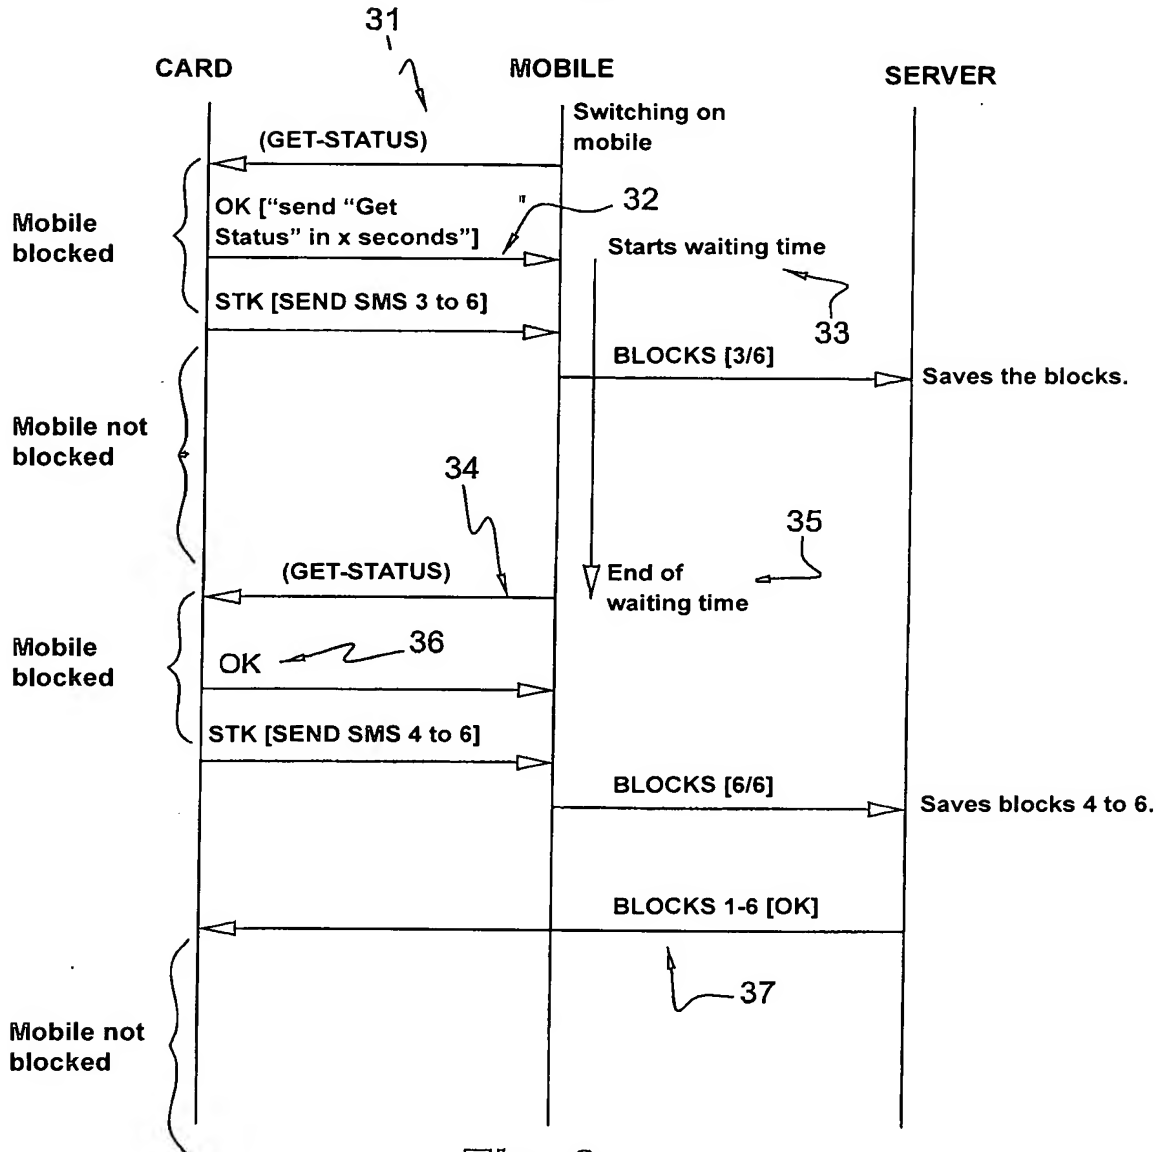 31
CARD
MOBILE
SERVER
Switching on
mobile
(GET-STATUS)
Mobile
blocked
OK ["send "Get "
Status" in x seconds"]
32
Starts waiting time
33
STK [SEND SMS 3 to 6]
BLOCKS [3/6]
Saves the blocks.
Mobile not
blocked
34
35
(GET-STATUS)
End of
waiting time
Mobile
blocked
OK
36
STK [SEND SMS 4 to 6]
BLOCKS [6/6]
Saves blocks 4 to 6.
BLOCKS 1-6 [OK]
37
Mobile not
blocked